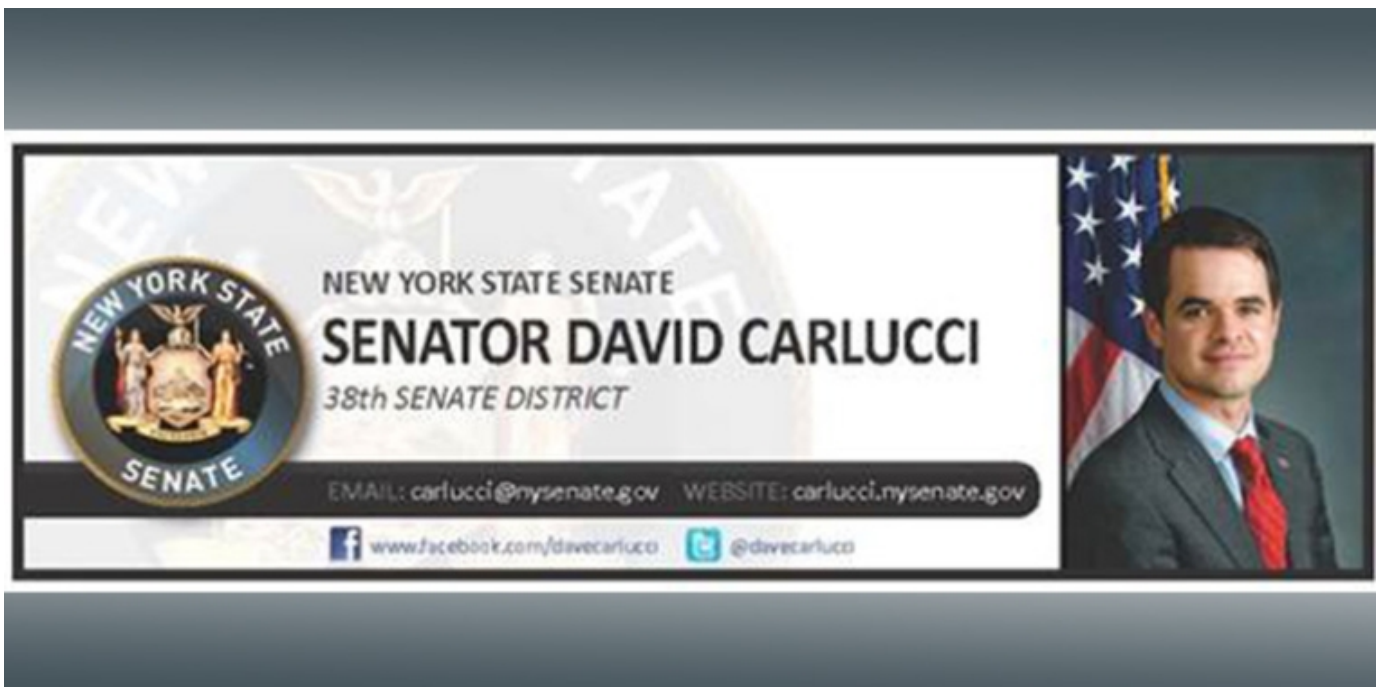 NEW YORK STATE
SENATE
NEW YORK STATE SENATE
SENATOR DAVID CARLUCCI
38th SENATE DISTRICT
EMAIL: carlucci@nysenate.gov WEBSITE: carlucci.nysenate.gov
www.facebook.com/davecarlucci @davecarlucci